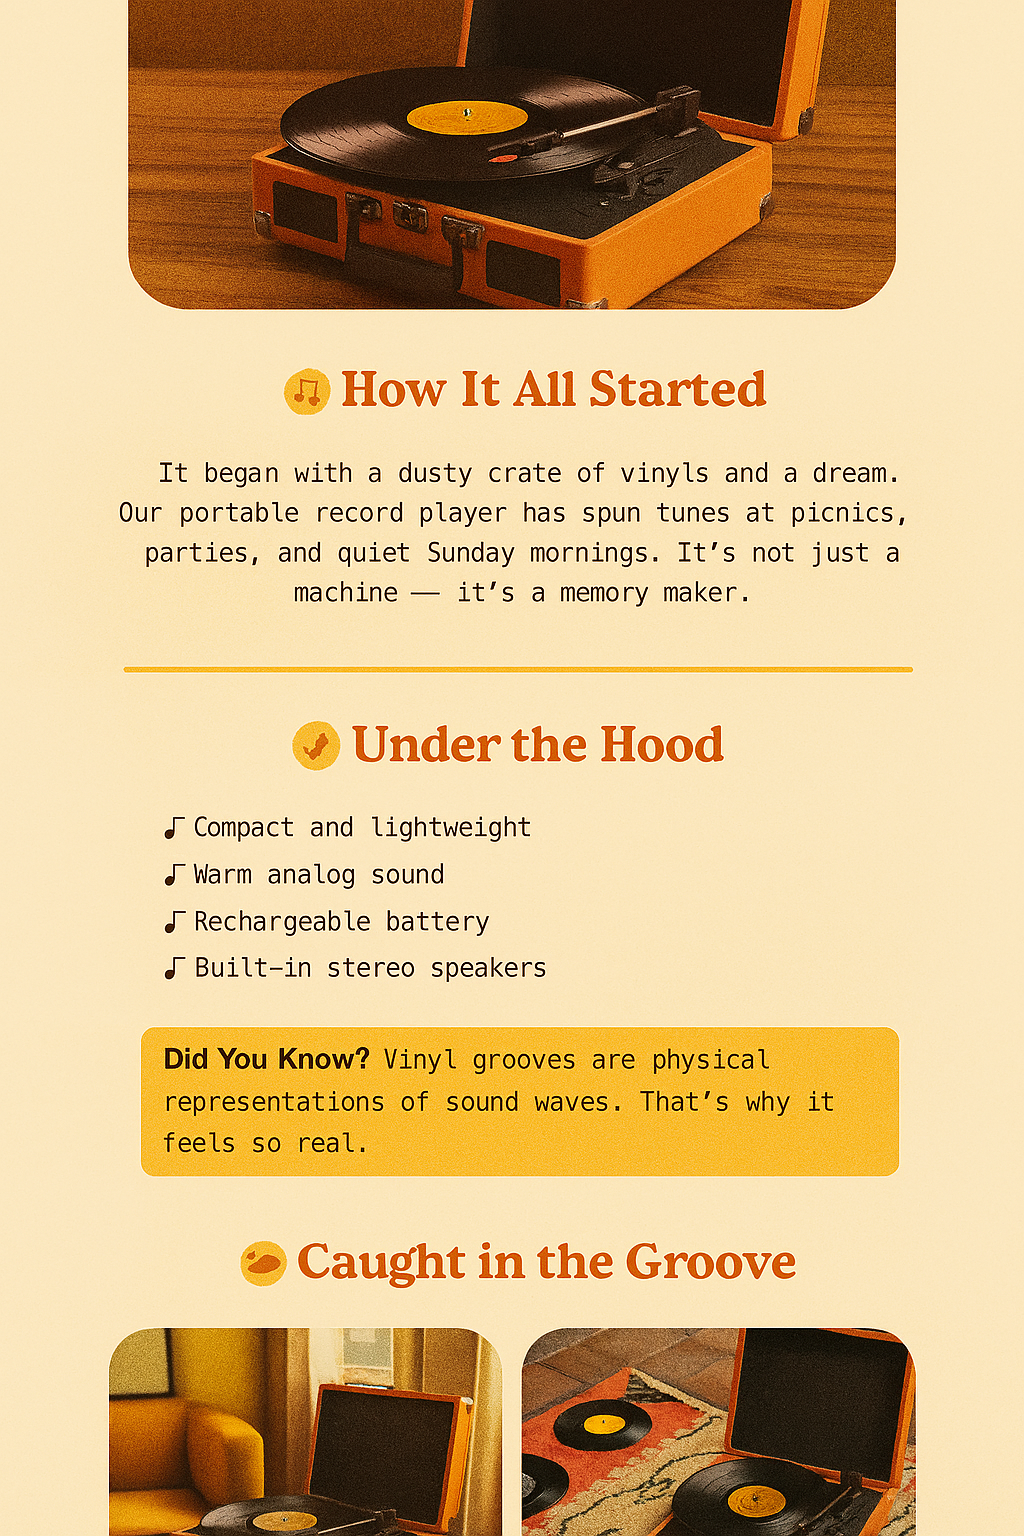 How It All Started
It began with a dusty crate of vinyls and a dream.
Our portable record player has spun tunes at picnics,
parties, and quiet Sunday mornings. It’s not just a
machine — it’s a memory maker.
Under the Hood
Compact and lightweight
Warm analog sound
Rechargeable battery
Built-in stereo speakers
Did You Know? Vinyl grooves are physical
representations of sound waves. That’s why it
feels so real.
Caught in the Groove